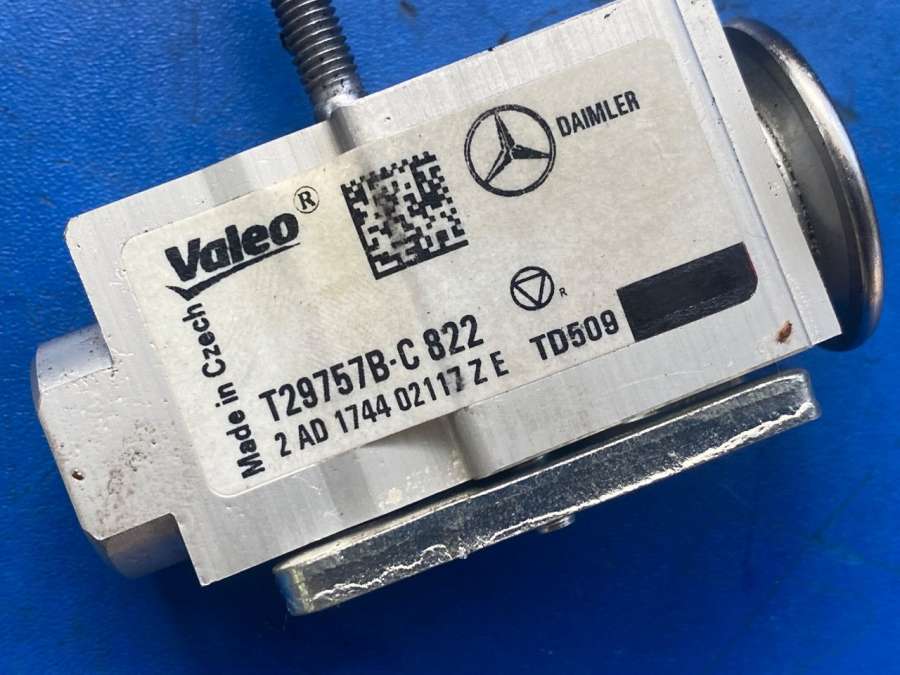 DAIMLER
Valeo®
Made in Czech
T29757B-C 822
TD509
2 AD 1744 02117 Z E
R